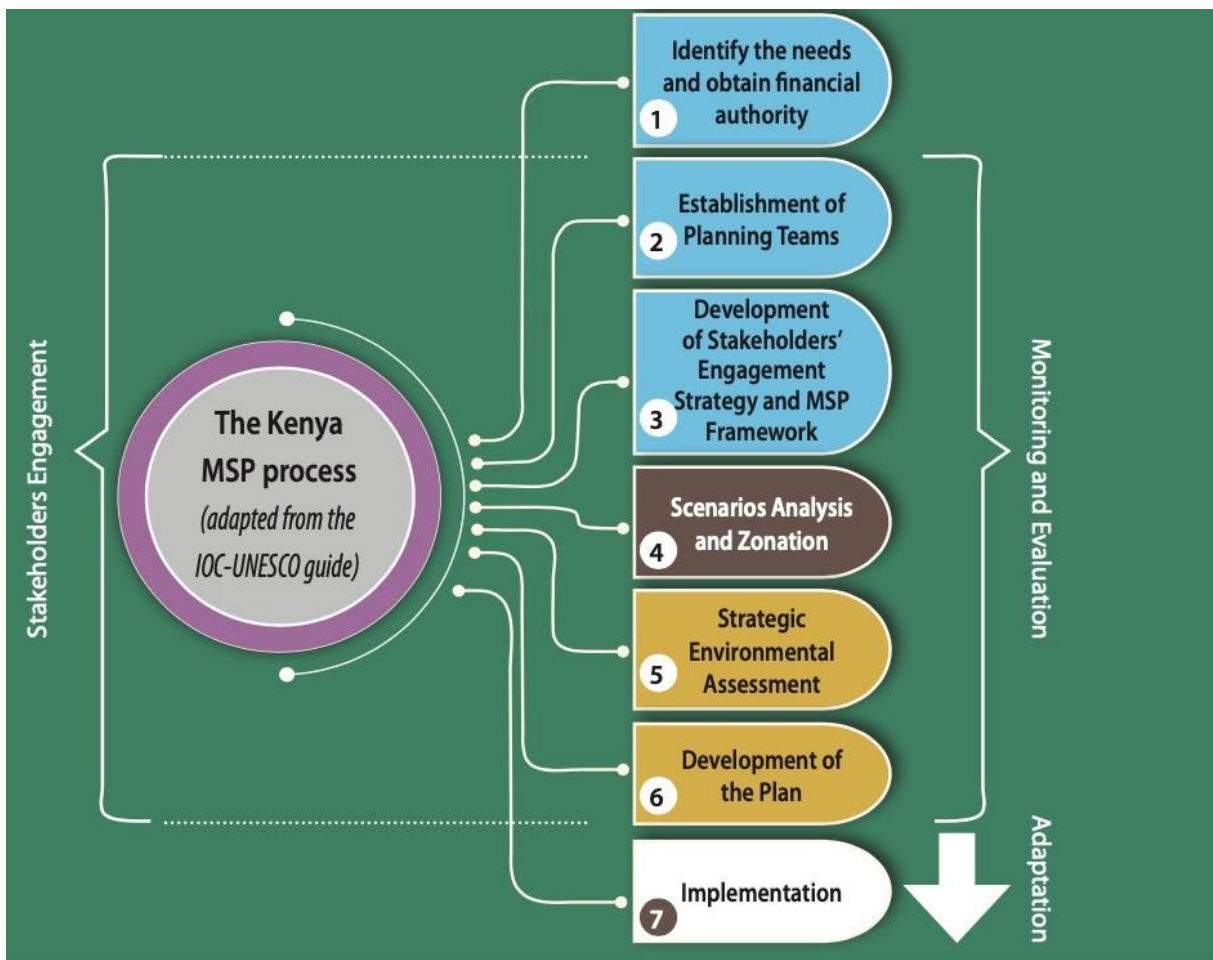 Stakeholders Engagement
The Kenya
MSP process
(adapted from the
IOC-UNESCO guide)
Identify the needs
and obtain financial
authority
1
Establishment of
Planning Teams
2
Development
of Stakeholders’
Engagement
Strategy and MSP
Framework
3
Scenarios Analysis
and Zonation
4
Strategic
Environmental
Assessment
5
Development of
the Plan
6
Implementation
7
Monitoring and Evaluation
Adaptation